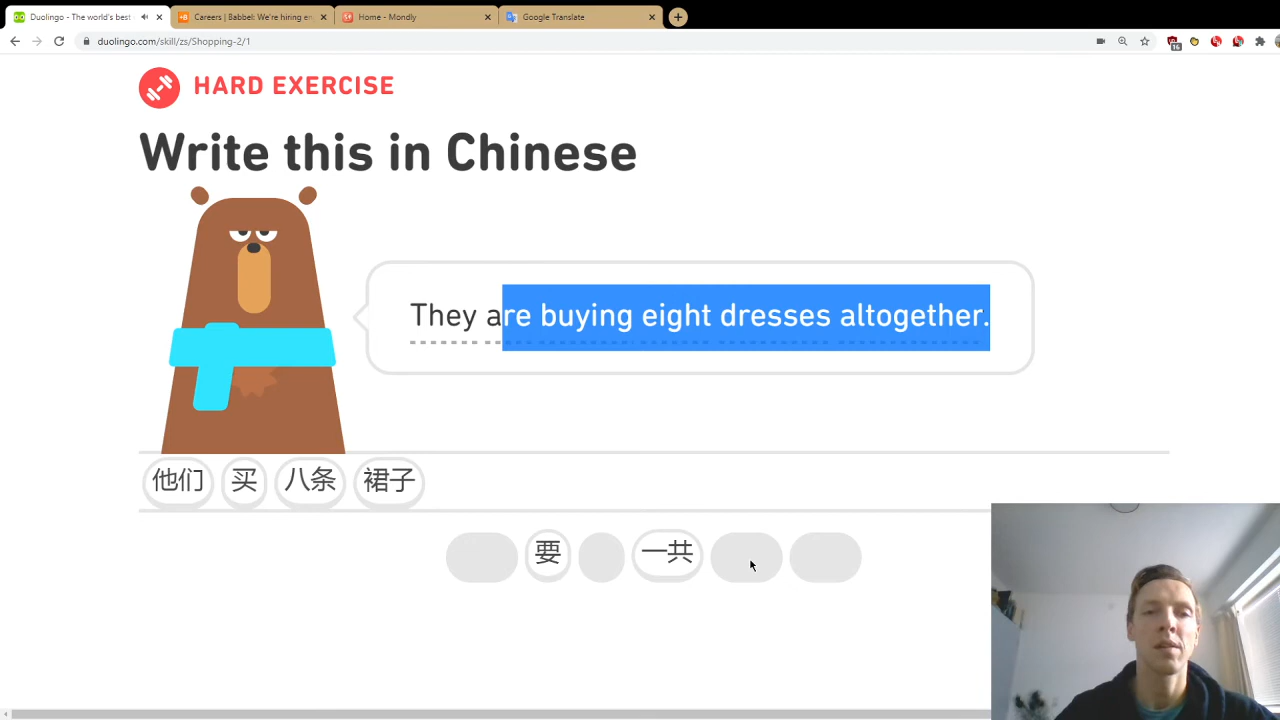 Duolingo - The world's best
Careers | Babbel: We're hiring en
Home - Mondly
Google Translate
duolingo.com/skill/zs/Shopping-2/1
16
HARD EXERCISE
Write this in Chinese
They are buying eight dresses altogether.
他们 买 八条 裙子
要 一共